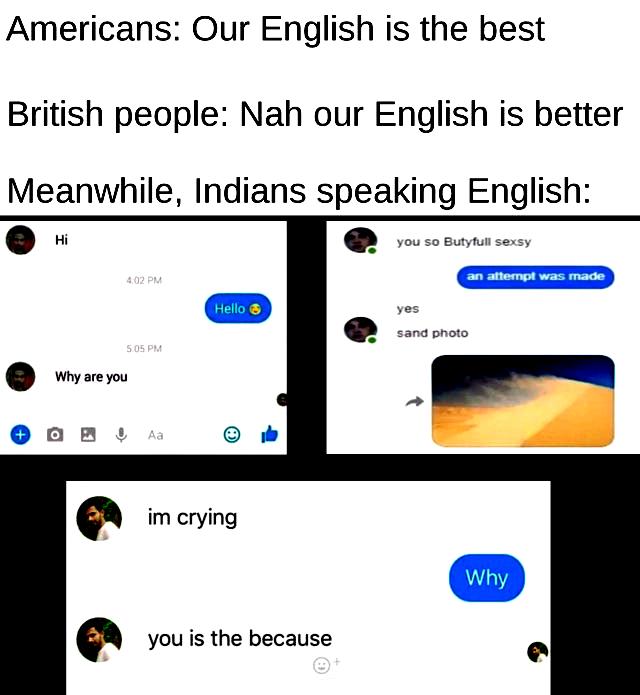 Americans: Our English is the best
British people: Nah our English is better
Meanwhile, Indians speaking English:
Hi
4:02 PM
Hello 😏
5:05 PM
Why are you
Aa
you so Butyfull sexsy
an attempt was made
yes
sand photo
im crying
Why
you is the because